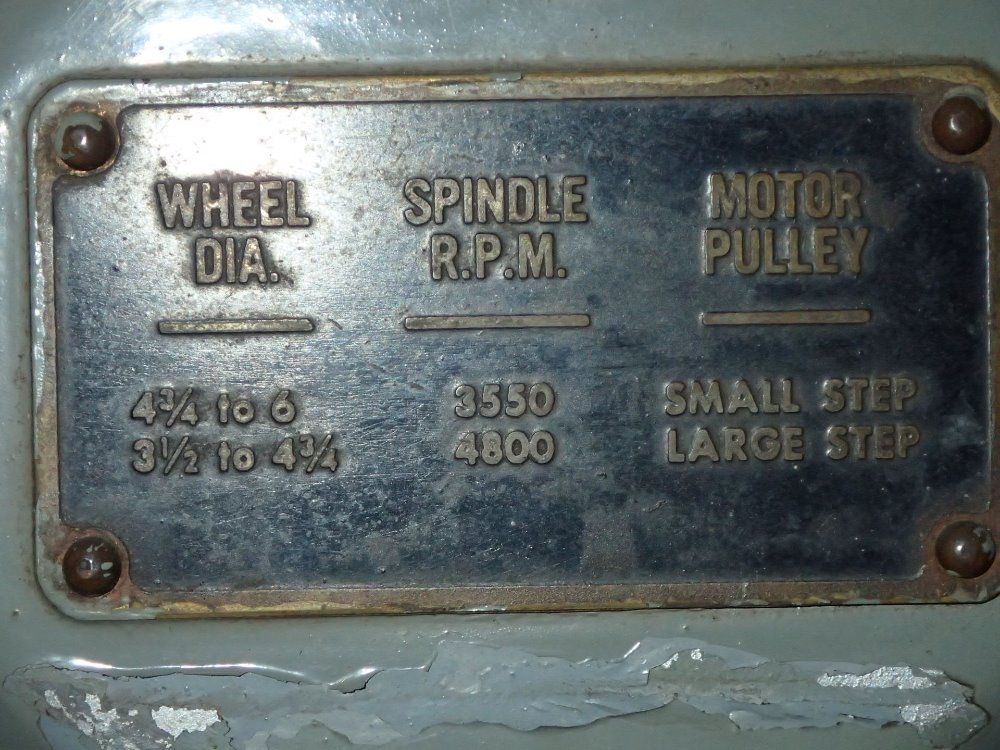 WHEEL DIA. SPINDLE R.P.M. MOTOR PULLEY
4¾ to 6 3550 SMALL STEP
3½ to 4¾ 4800 LARGE STEP